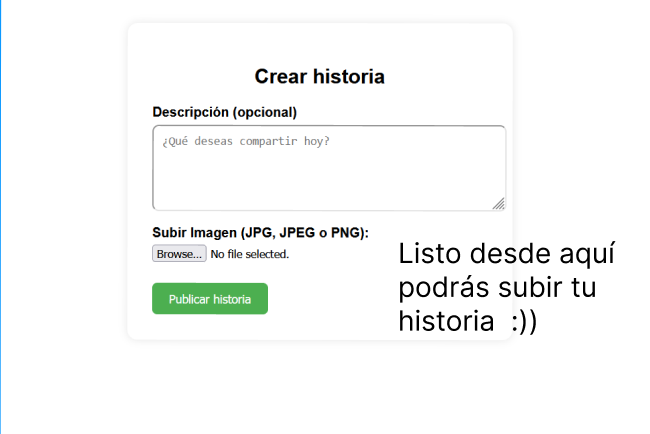 Crear historia
Descripción (opcional)
¿Qué deseas compartir hoy?
Subir Imagen (JPG, JPEG o PNG):
Browse... No file selected.
Publicar historia
Listo desde aquí
podrás subir tu
historia :))